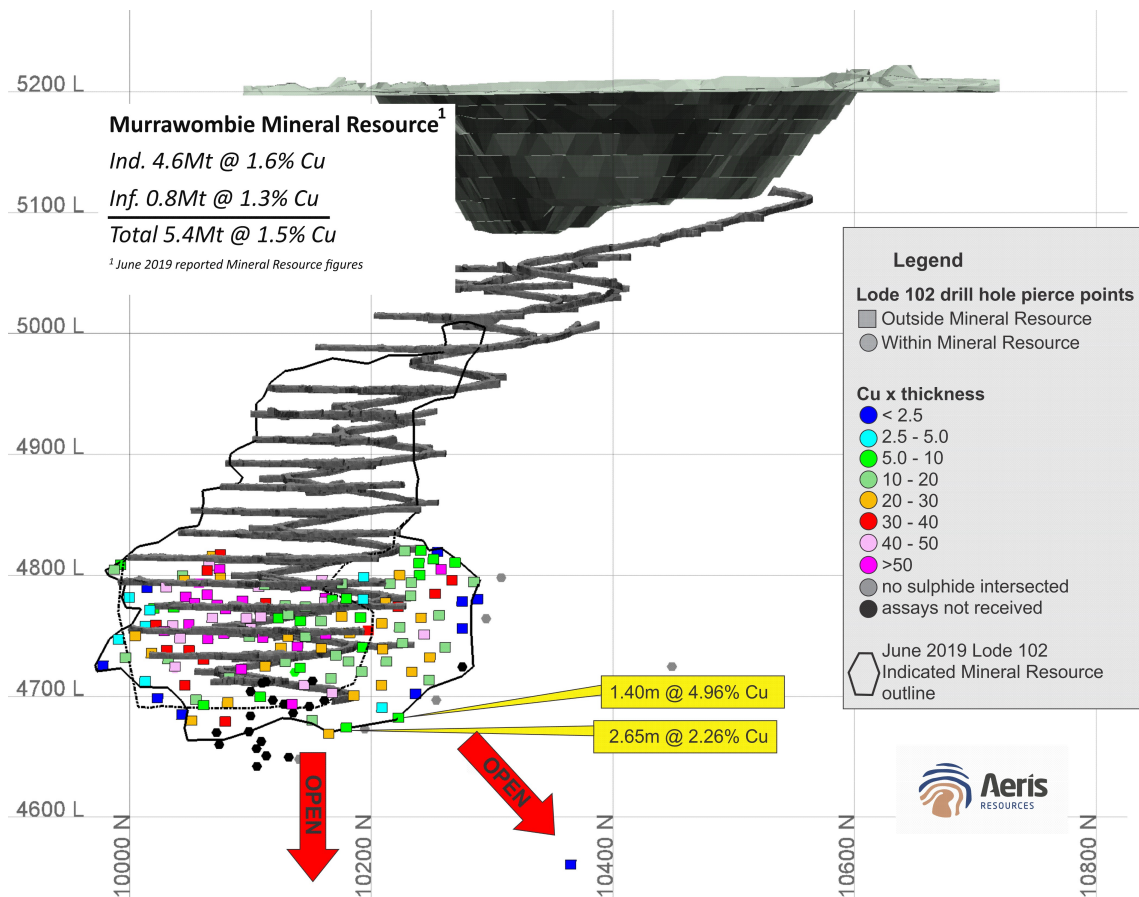 5200 L
Murrawombie Mineral Resource¹
Ind. 4.6Mt @ 1.6% Cu
Inf. 0.8Mt @ 1.3% Cu
Total 5.4Mt @ 1.5% Cu
¹ June 2019 reported Mineral Resource figures
5100 L
5000 L
4900 L
4800 L
4700 L
4600 L
Legend
Lode 102 drill hole pierce points
Outside Mineral Resource
Within Mineral Resource
Cu x thickness
< 2.5
2.5 - 5.0
5.0 - 10
10 - 20
20 - 30
30 - 40
40 - 50
>50
no sulphide intersected
assays not received
June 2019 Lode 102
Indicated Mineral Resource
outline
1.40m @ 4.96% Cu
2.65m @ 2.26% Cu
OPEN
OPEN
Aeris
RESOURCES
10000 N
10200 N
10400 N
10600 N
10800 N